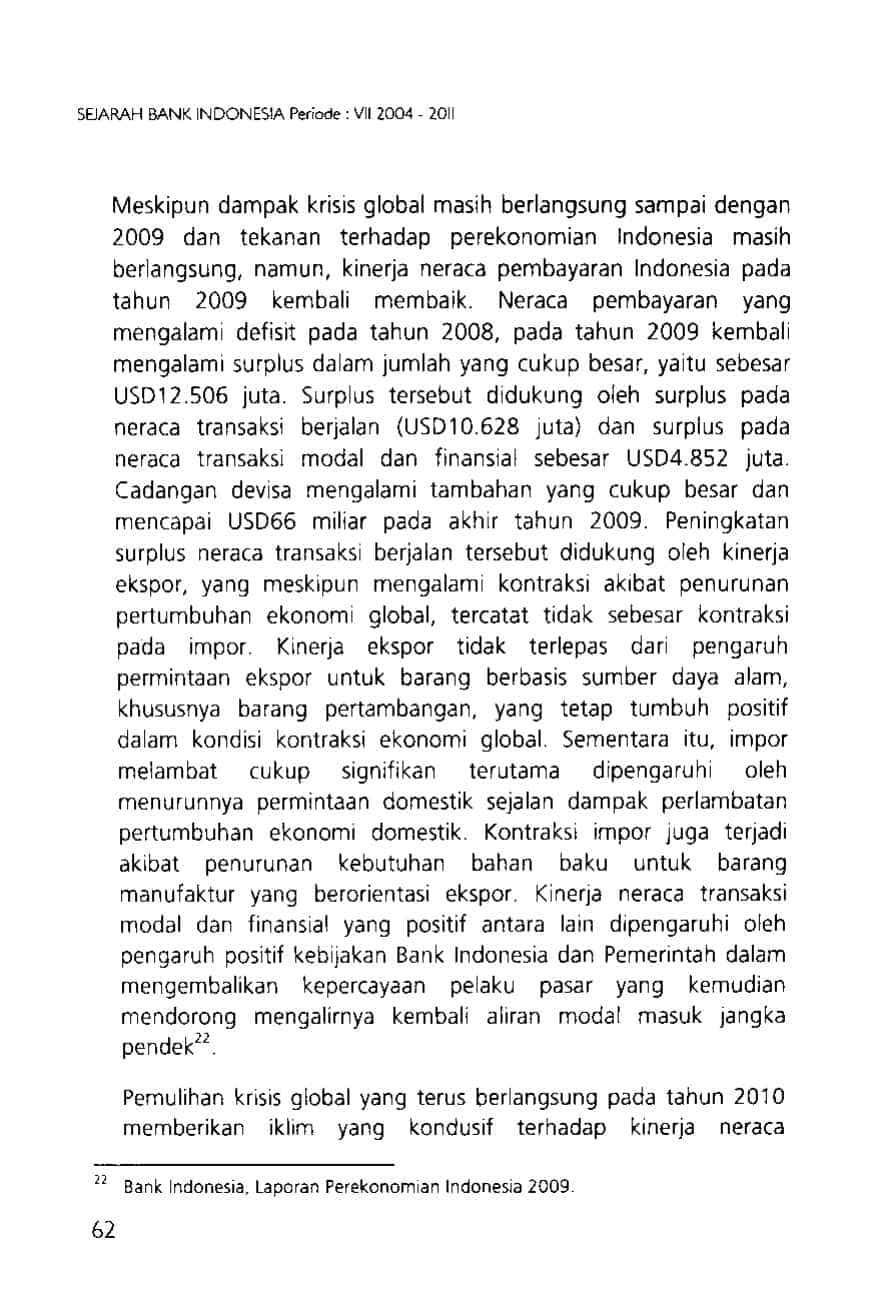 SEJARAH BANK INDONESIA Periode : VII 2004 - 2011
Meskipun dampak krisis global masih berlangsung sampai dengan
2009 dan tekanan terhadap perekonomian Indonesia masih
berlangsung, namun, kinerja neraca pembayaran Indonesia pada
tahun 2009 kembali membaik. Neraca pembayaran yang
mengalami defisit pada tahun 2008, pada tahun 2009 kembali
mengalami surplus dalam jumlah yang cukup besar, yaitu sebesar
USD12.506 juta. Surplus tersebut didukung oleh surplus pada
neraca transaksi berjalan (USD10.628 juta) dan surplus pada
neraca transaksi modal dan finansial sebesar USD4.852 juta.
Cadangan devisa mengalami tambahan yang cukup besar dan
mencapai USD66 miliar pada akhir tahun 2009. Peningkatan
surplus neraca transaksi berjalan tersebut didukung oleh kinerja
ekspor, yang meskipun mengalami kontraksi akibat penurunan
pertumbuhan ekonomi global, tercatat tidak sebesar kontraksi
pada impor. Kinerja ekspor tidak terlepas dari pengaruh
permintaan ekspor untuk barang berbasis sumber daya alam,
khususnya barang pertambangan, yang tetap tumbuh positif
dalam kondisi kontraksi ekonomi global. Sementara itu, impor
melambat cukup signifikan terutama dipengaruhi oleh
menurunnya permintaan domestik sejalan dampak perlambatan
pertumbuhan ekonomi domestik. Kontraksi impor juga terjadi
akibat penurunan kebutuhan bahan baku untuk barang
manufaktur yang berorientasi ekspor. Kinerja neraca transaksi
modal dan finansial yang positif antara lain dipengaruhi oleh
pengaruh positif kebijakan Bank Indonesia dan Pemerintah dalam
mengembalikan kepercayaan pelaku pasar yang kemudian
mendorong mengalirnya kembali aliran modal masuk jangka
pendek²².
Pemulihan krisis global yang terus berlangsung pada tahun 2010
memberikan iklim yang kondusif terhadap kinerja neraca
²² Bank Indonesia, Laporan Perekonomian Indonesia 2009.
62